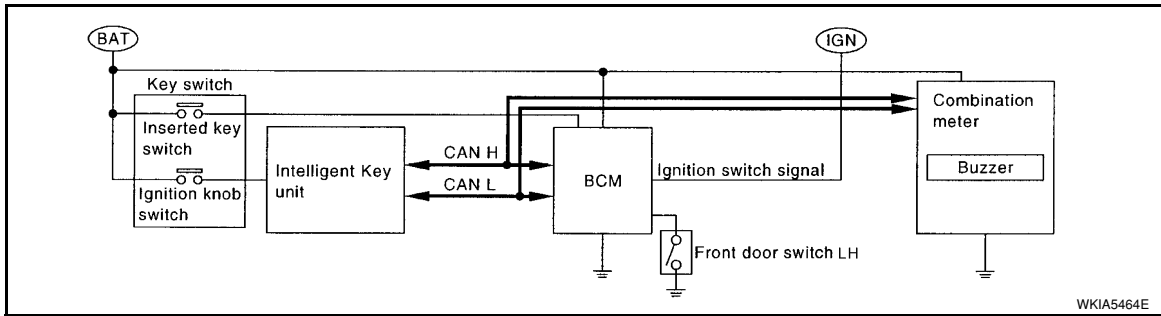 BAT
IGN
Key switch
Inserted key
switch
Ignition knob
switch
Intelligent Key
unit
CAN H
CAN L
BCM
Ignition switch signal
Front door switch LH
Combination
meter
Buzzer
WKIA5464E